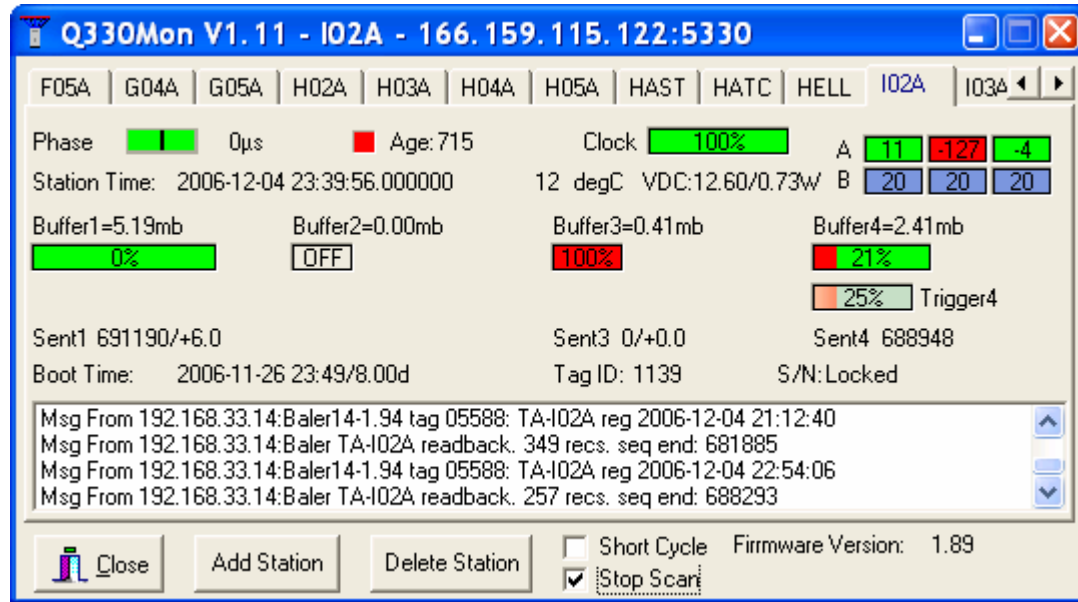 Q330Mon V1.11 - I02A - 166.159.115.122:5330
F05A G04A G05A H02A H03A H04A H05A HAST HATC HELL I02A I03A
Phase 0µs Age:715 Clock 100% A 11 -127 -4
Station Time: 2006-12-04 23:39:56.000000 12 degC VDC:12.60/0.73W B 20 20 20
Buffer1=5.19mb Buffer2=0.00mb Buffer3=0.41mb Buffer4=2.41mb
0% OFF 100% 21%
25% Trigger4
Sent1 691190/+6.0 Sent3 0/+0.0 Sent4 688948
Boot Time: 2006-11-26 23:49/8.00d Tag ID: 1139 S/N:Locked
Msg From 192.168.33.14:Baler14-1.94 tag 05588: TA-I02A reg 2006-12-04 21:12:40
Msg From 192.168.33.14:Baler TA-I02A readback. 349 recs. seq end: 681885
Msg From 192.168.33.14:Baler14-1.94 tag 05588: TA-I02A reg 2006-12-04 22:54:06
Msg From 192.168.33.14:Baler TA-I02A readback. 257 recs. seq end: 688293
Close Add Station Delete Station Short Cycle Firmware Version: 1.89
Stop Scan